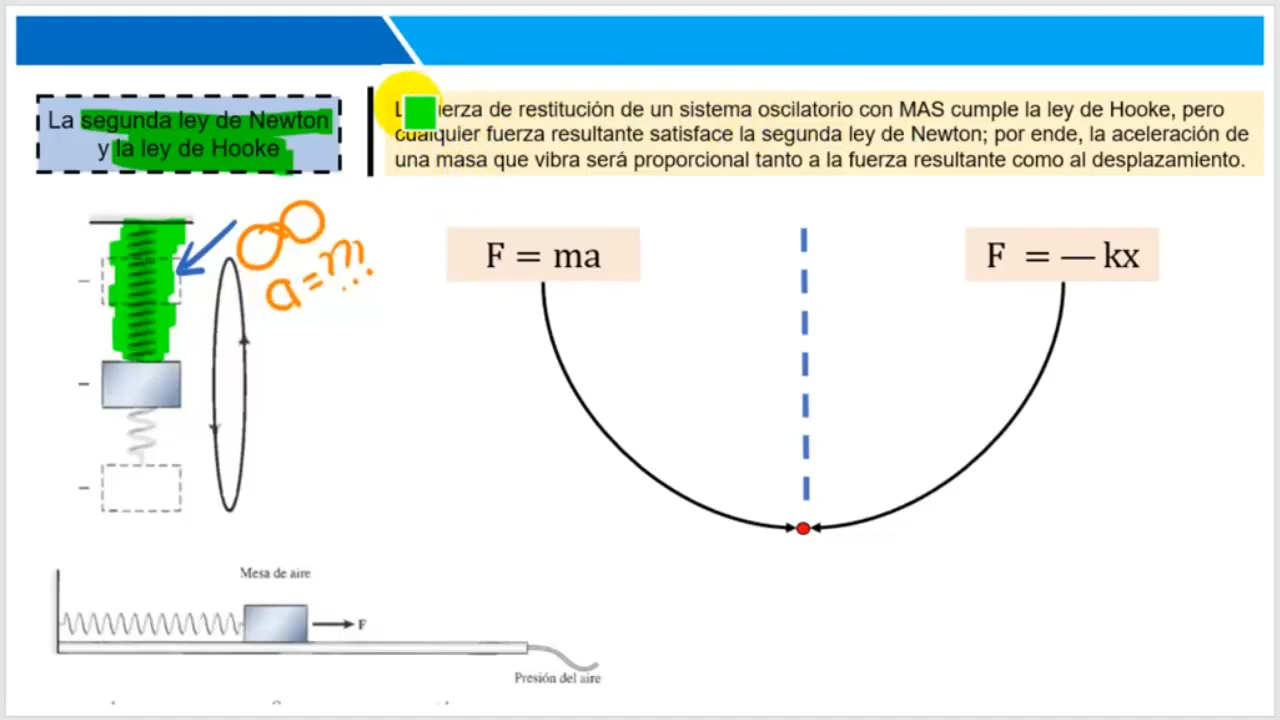 La segunda ley de Newton
y la ley de Hooke
erza de restitución de un sistema oscilatorio con MAS cumple la ley de Hooke, pero
cualquier fuerza resultante satisface la segunda ley de Newton; por ende, la aceleración de
una masa que vibra será proporcional tanto a la fuerza resultante como al desplazamiento.
a = m
F = ma
F = — kx
Mesa de aire
F
Presión del aire